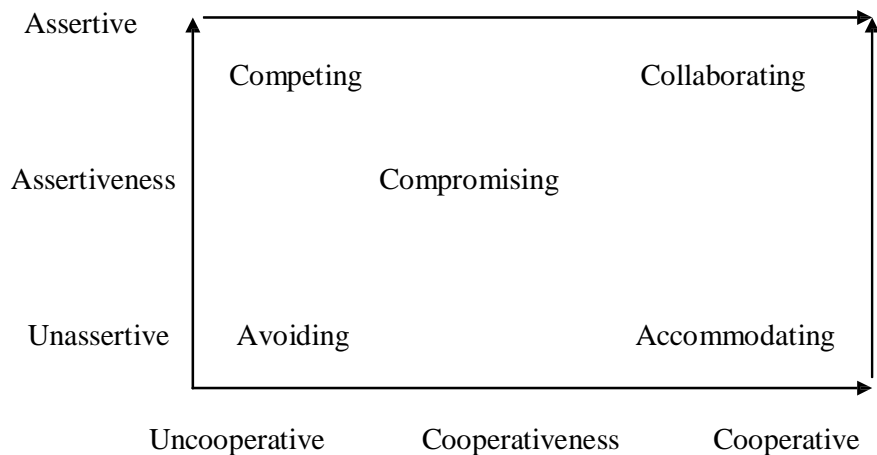 Assertive
Competing Collaborating
Assertiveness Compromising
Unassertive Avoiding Accommodating
Uncooperative Cooperativeness Cooperative